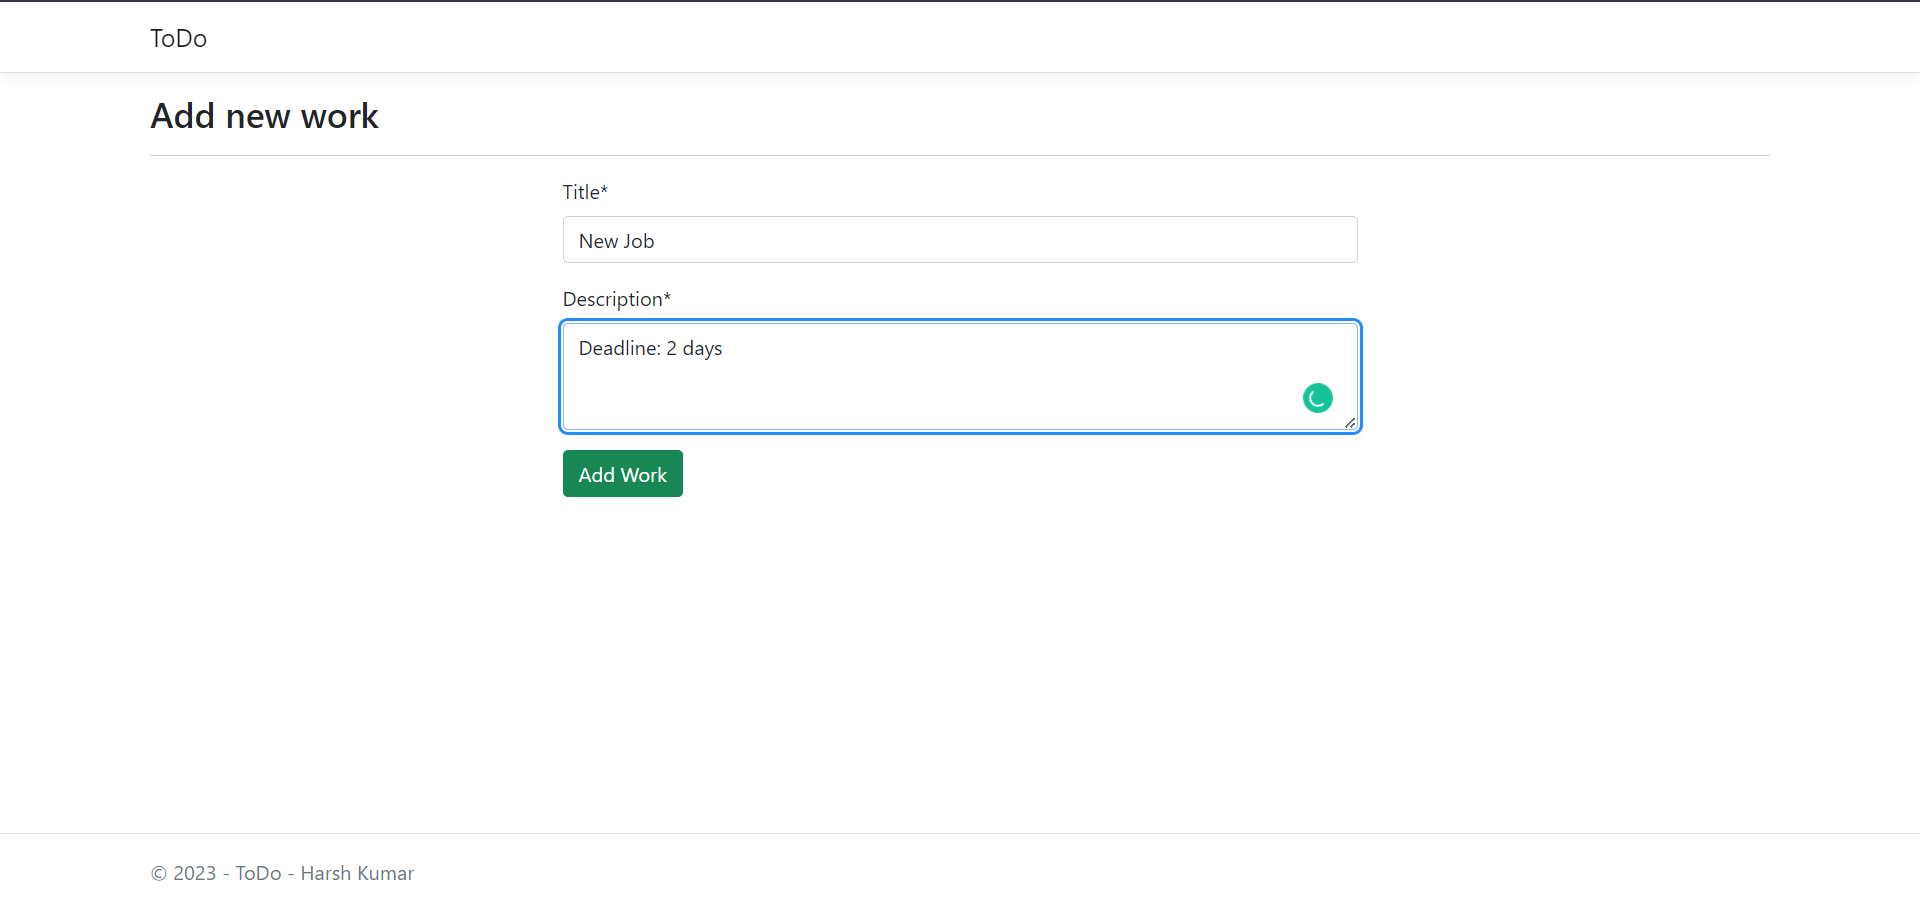 ToDo
Add new work
Title*
New Job
Description*
Deadline: 2 days
Add Work
© 2023 - ToDo - Harsh Kumar